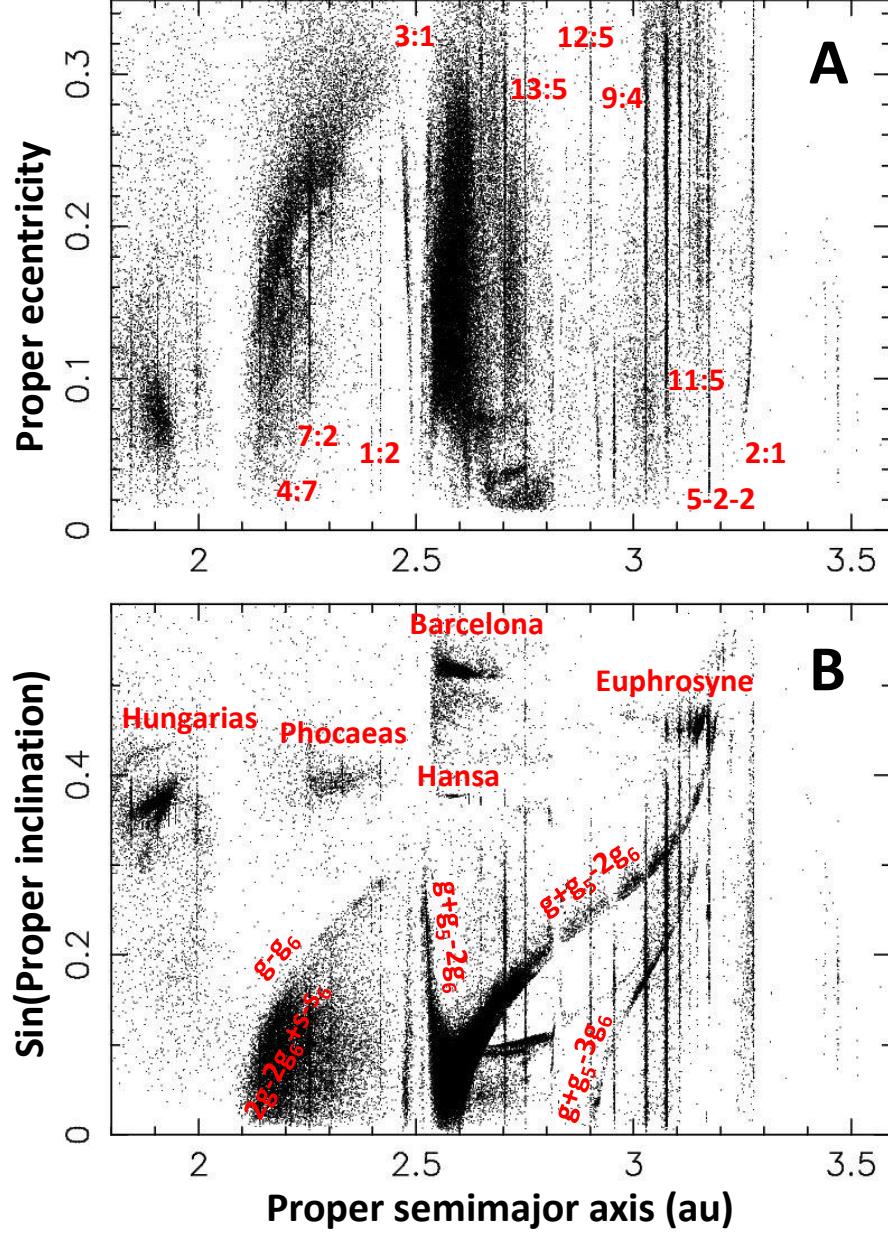 3:1
12:5
A
13:5
9:4
0.3
0.2
0.1
0
Proper ecentricity
11:5
7:2
1:2
2:1
4:7
5-2-2
2
2.5
3
3.5
Barcelona
B
Euphrosyne
Hungarias
Phocaeas
Hansa
0.4
0.2
0
Sin(Proper inclination)
g-g₆
2g-2g₆+s-s₆
g+g₅-2g₆
g+g₅-2g₆
g+g₅-3g₆
2
2.5
3
3.5
Proper semimajor axis (au)